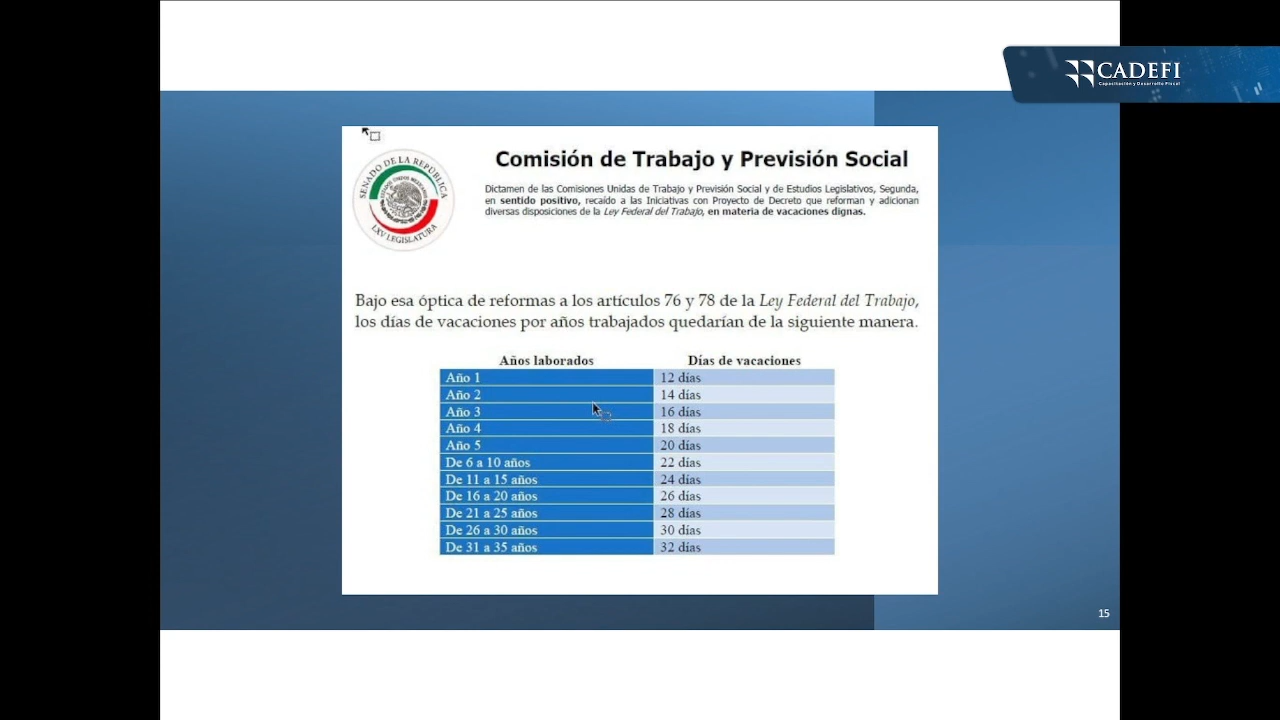 CADEFI
Capacitación y Desarrollo Fiscal
SENADO DE LA REPÚBLICA
ESTADOS UNIDOS MEXICANOS
LXV LEGISLATURA
Comisión de Trabajo y Previsión Social
Dictamen de las Comisiones Unidas de Trabajo y Previsión Social y de Estudios Legislativos, Segunda,
en sentido positivo, recaído a las Iniciativas con Proyecto de Decreto que reforman y adicionan
diversas disposiciones de la Ley Federal del Trabajo, en materia de vacaciones dignas.
Bajo esa óptica de reformas a los artículos 76 y 78 de la Ley Federal del Trabajo,
los días de vacaciones por años trabajados quedarían de la siguiente manera.
Años laborados Días de vacaciones
Año 1 12 días
Año 2 14 días
Año 3 16 días
Año 4 18 días
Año 5 20 días
De 6 a 10 años 22 días
De 11 a 15 años 24 días
De 16 a 20 años 26 días
De 21 a 25 años 28 días
De 26 a 30 años 30 días
De 31 a 35 años 32 días
15